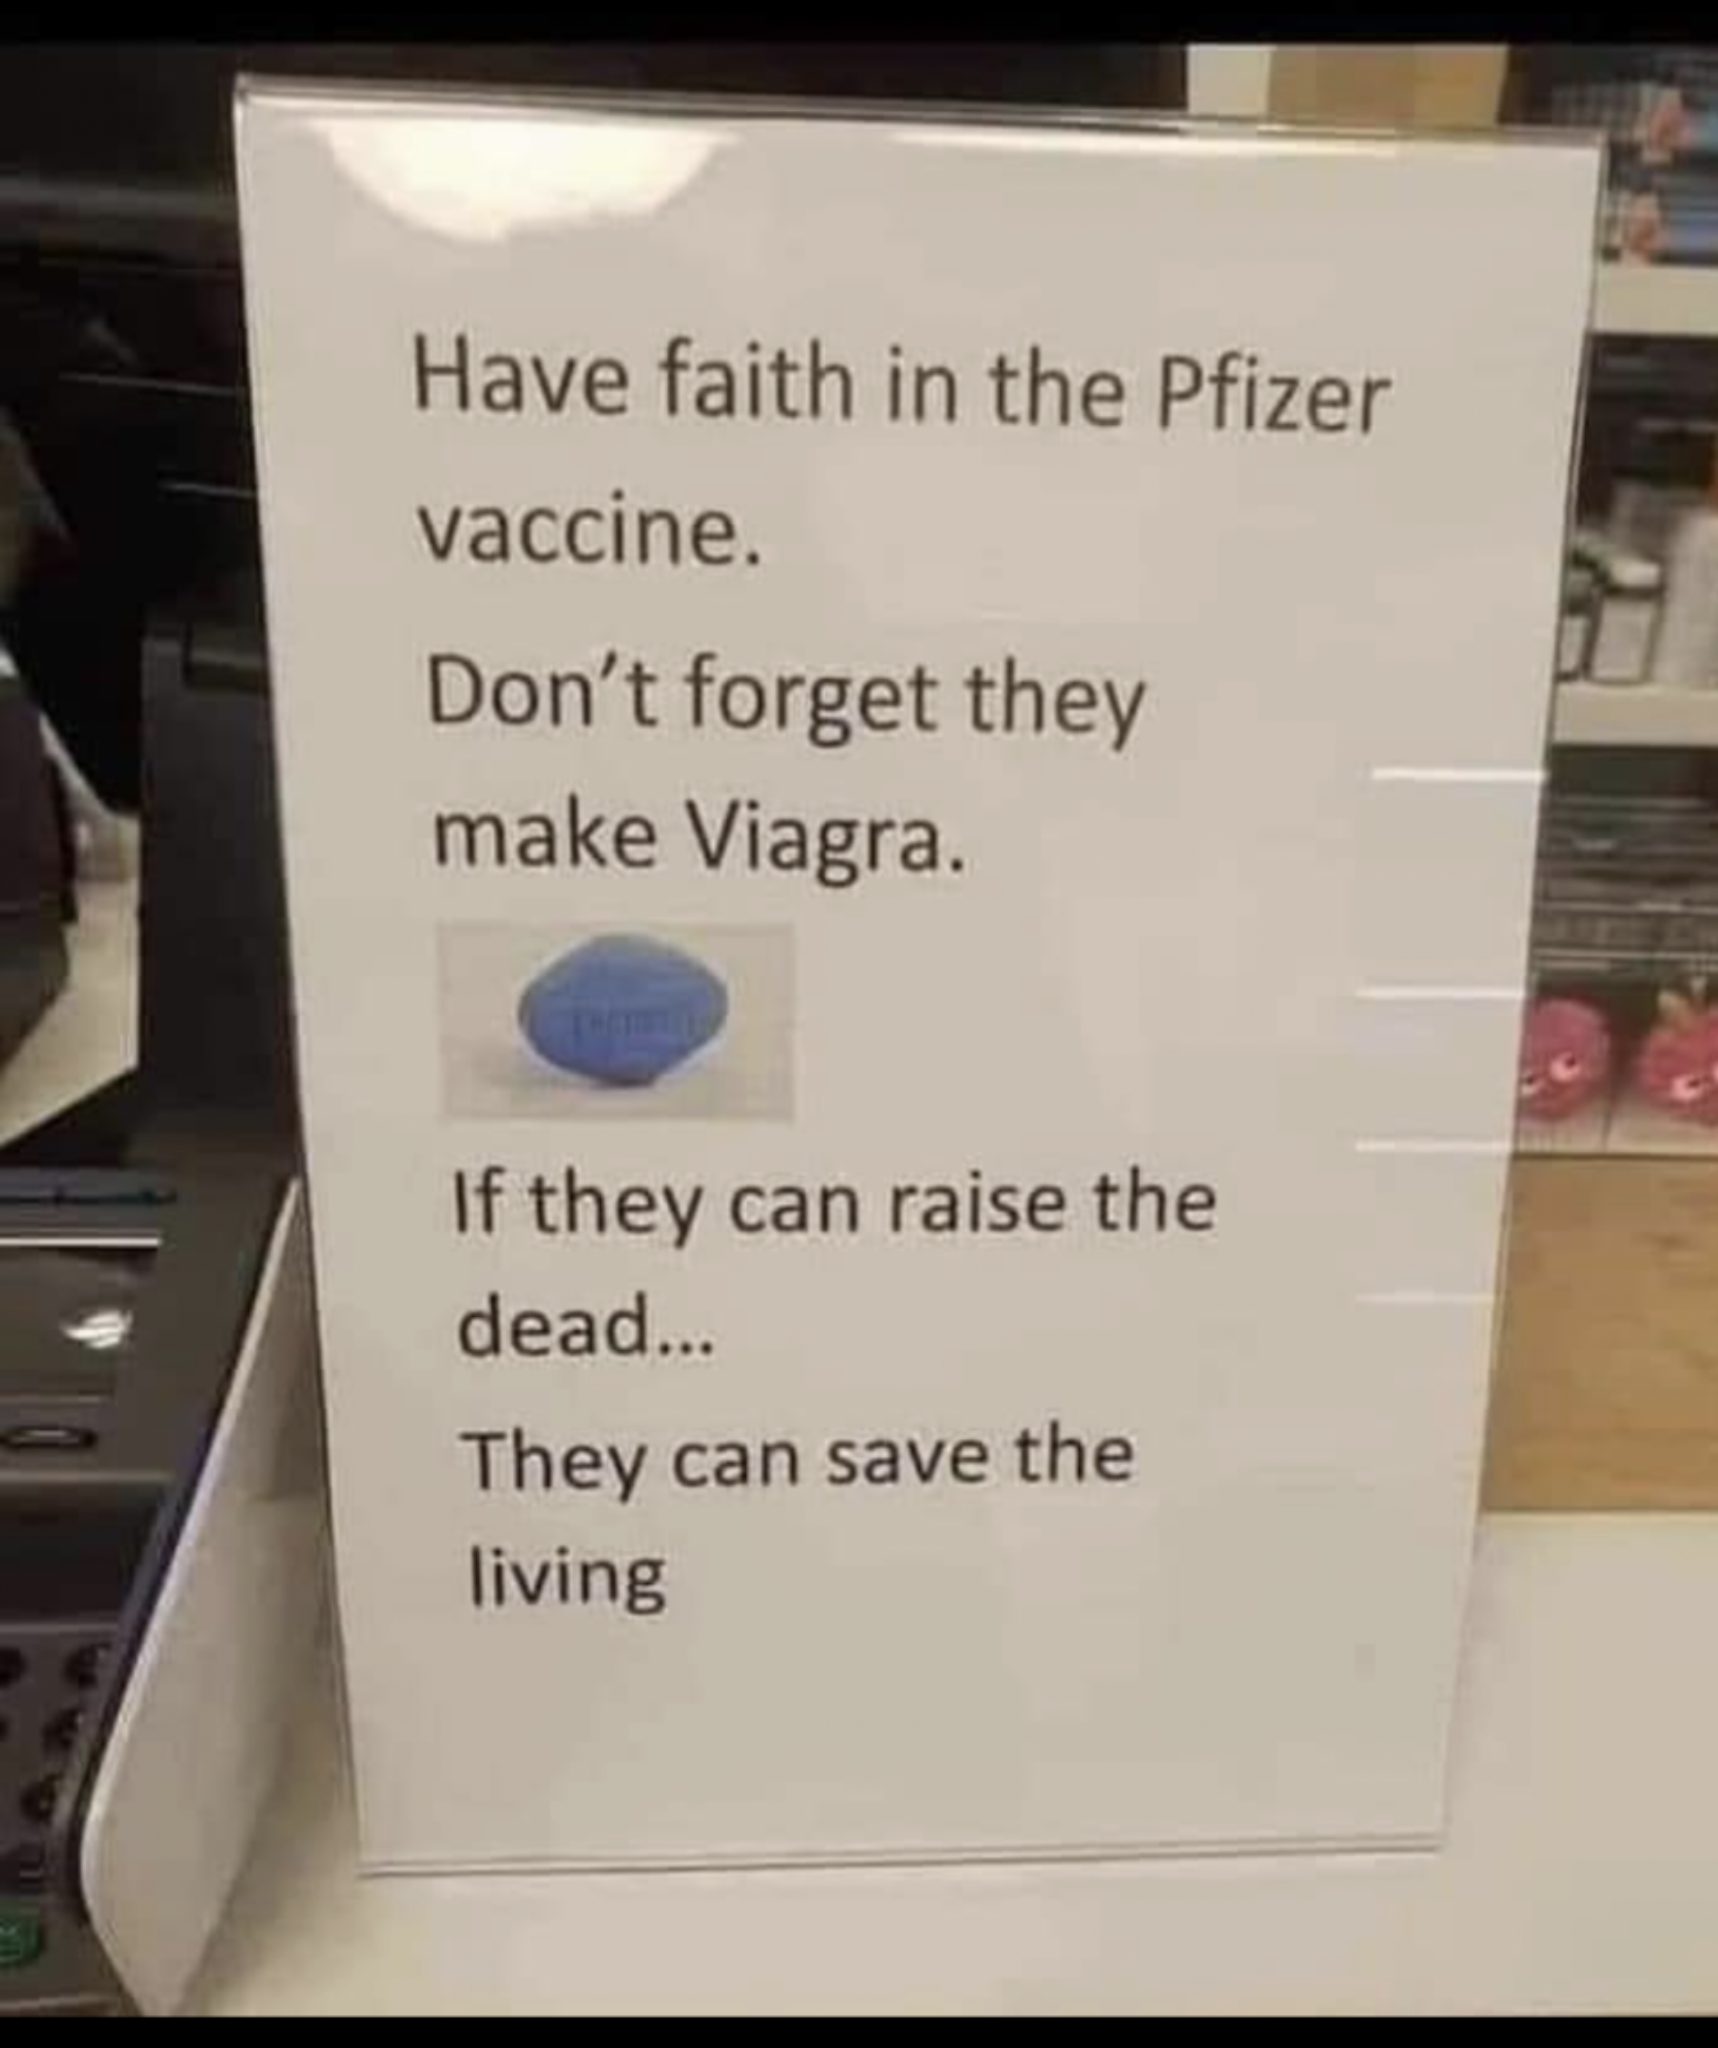 Have faith in the Pfizer
vaccine.
Don’t forget they
make Viagra.
If they can raise the
dead...
They can save the
living